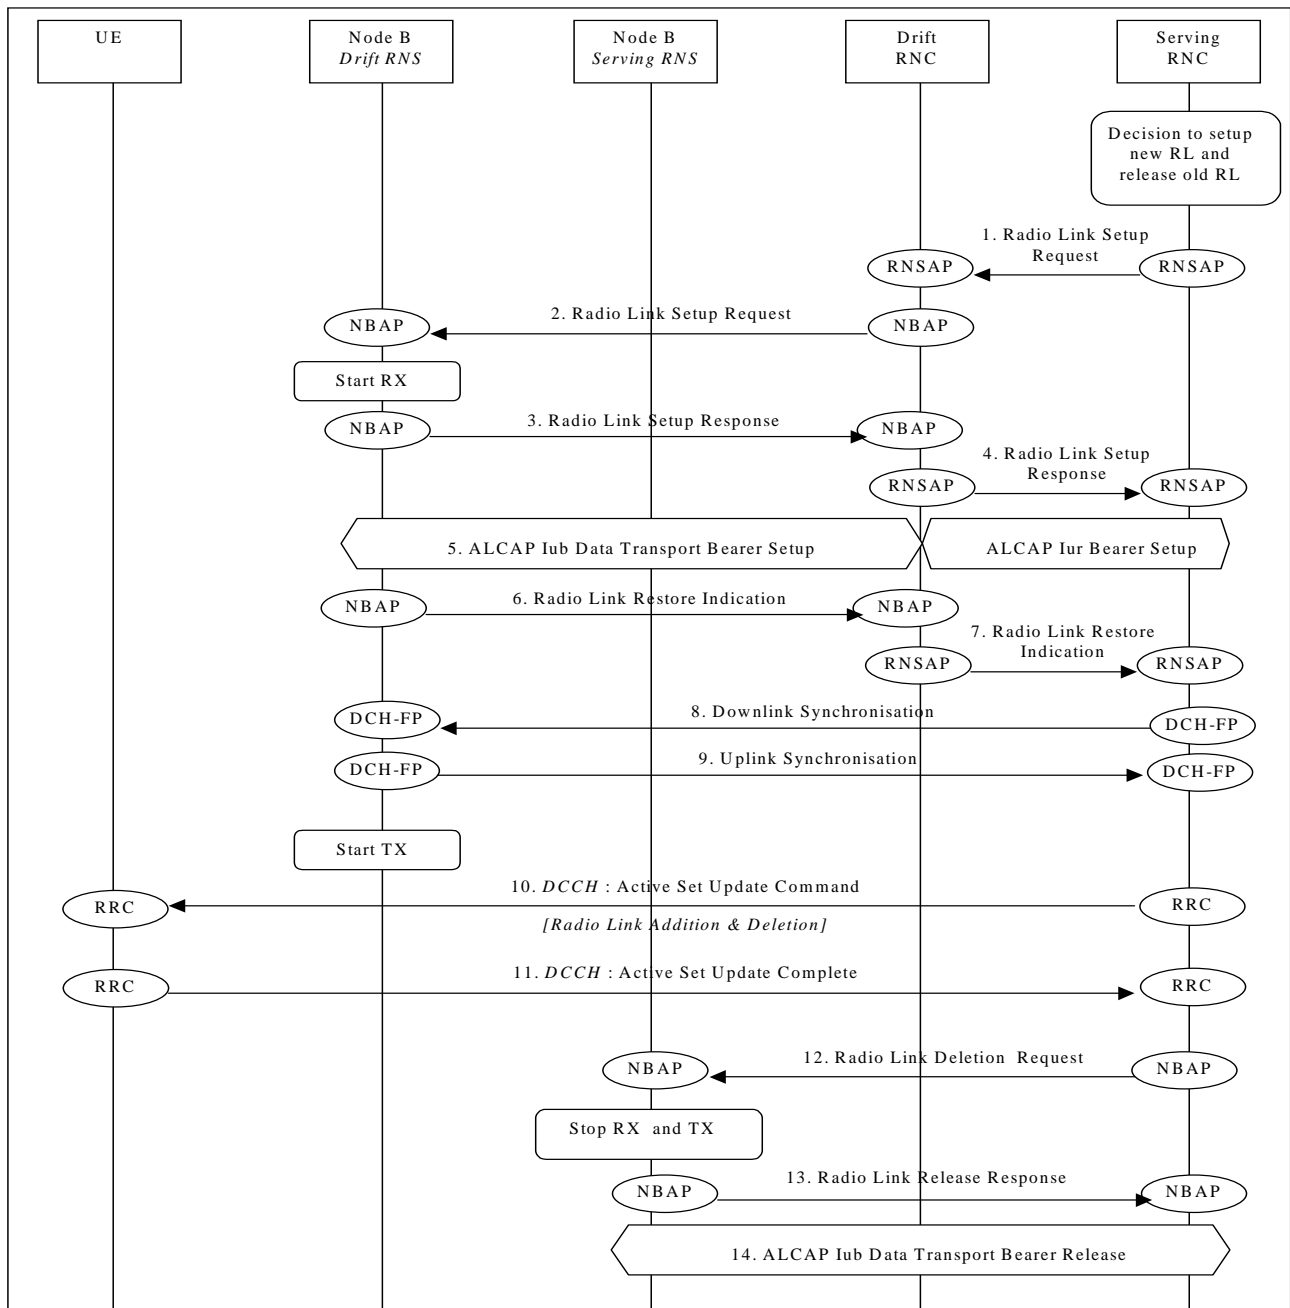 UE
Node B
Drift RNS
Node B
Serving RNS
Drift
RNC
Serving
RNC
Decision to setup
new RL and
release old RL
1. Radio Link Setup
Request
RNSAP
RNSAP
2. Radio Link Setup Request
NBAP
NBAP
Start RX
3. Radio Link Setup Response
NBAP
NBAP
4. Radio Link Setup
Response
RNSAP
RNSAP
5. ALCAP Iub Data Transport Bearer Setup
ALCAP Iur Bearer Setup
6. Radio Link Restore Indication
NBAP
NBAP
7. Radio Link Restore
Indication
RNSAP
RNSAP
8. Downlink Synchronisation
DCH-FP
DCH-FP
9. Uplink Synchronisation
DCH-FP
DCH-FP
Start TX
10. DCCH : Active Set Update Command
RRC
RRC
[Radio Link Addition & Deletion]
11. DCCH : Active Set Update Complete
RRC
RRC
12. Radio Link Deletion Request
NBAP
NBAP
Stop RX and TX
13. Radio Link Release Response
NBAP
NBAP
14. ALCAP Iub Data Transport Bearer Release